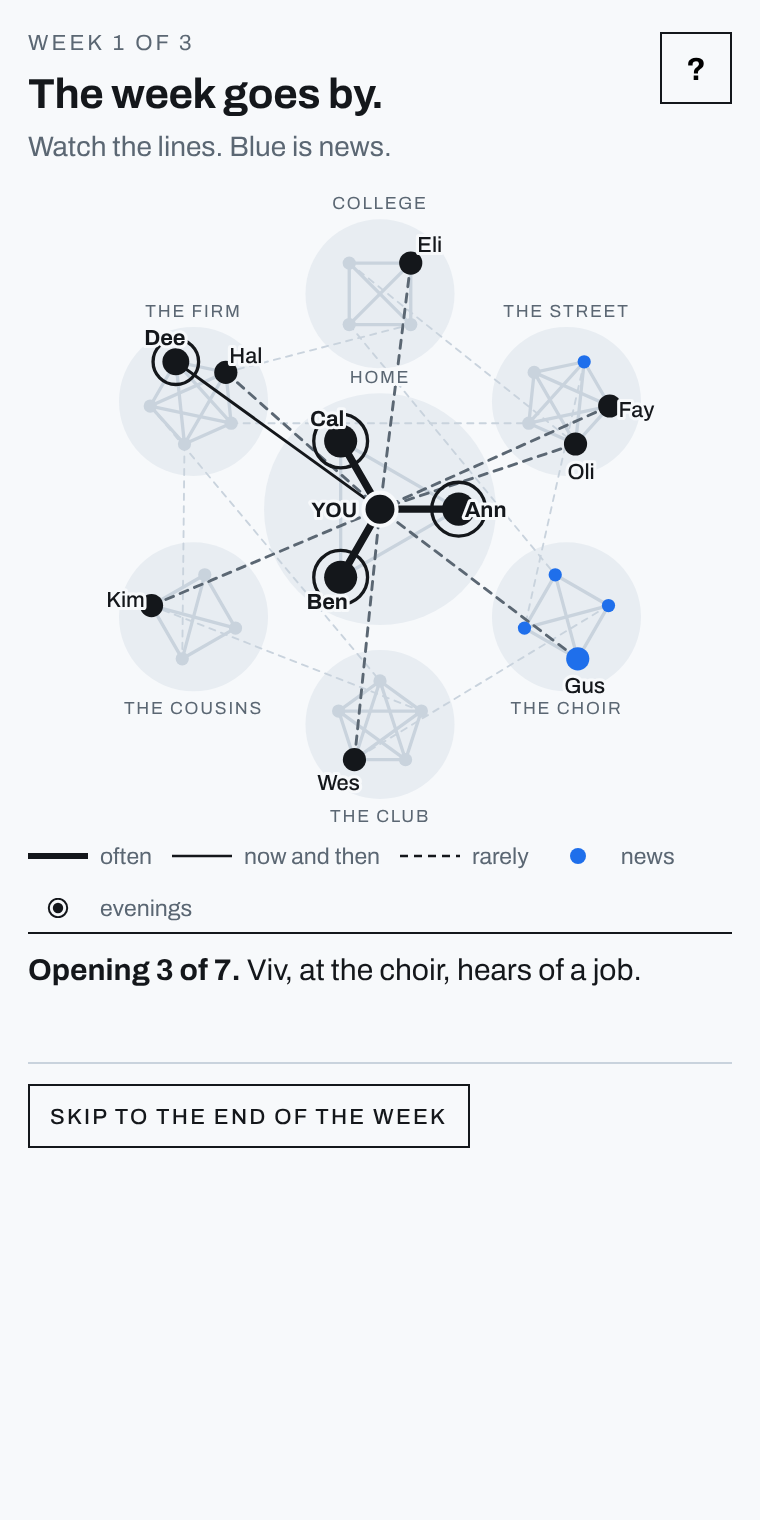 WEEK 1 OF 3
?
The week goes by.
Watch the lines. Blue is news.
COLLEGE
Eli
THE FIRM
THE STREET
Dee
Hal
HOME
Fay
Cal
Oli
YOU
Ann
Kim
Ben
Gus
THE COUSINS
THE CHOIR
Wes
THE CLUB
often now and then rarely news
evenings
Opening 3 of 7. Viv, at the choir, hears of a job.
SKIP TO THE END OF THE WEEK